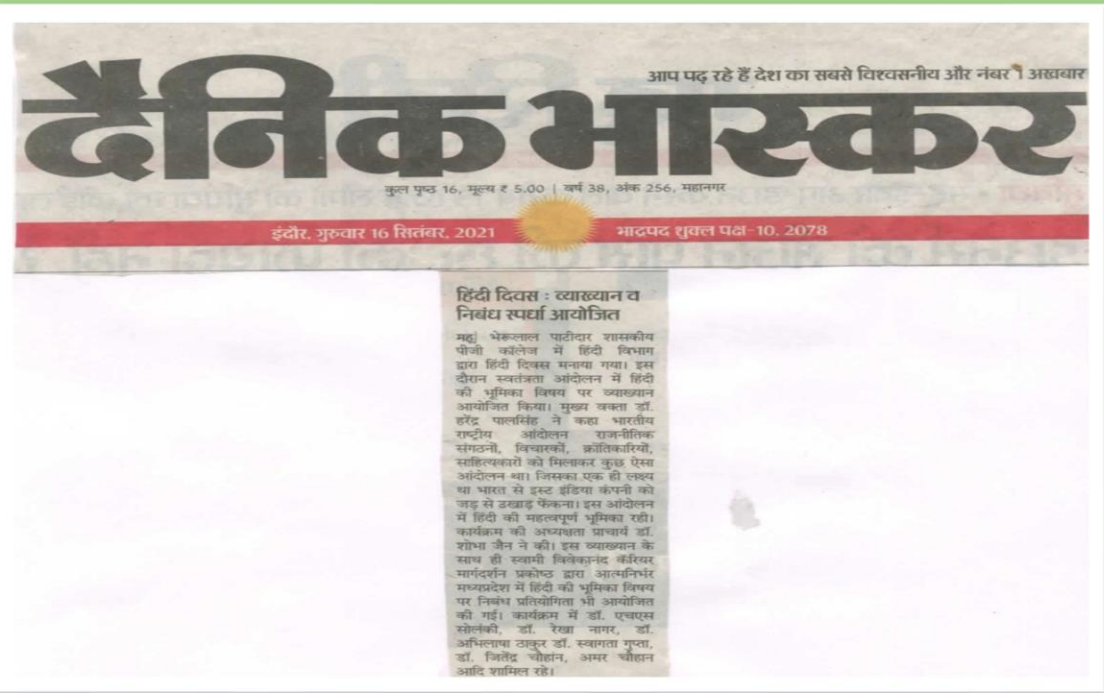 आप पढ़ रहे हैं देश का सबसे विश्वसनीय और नंबर 1 अखबार
दैनिक भास्कर
कुल पृष्ठ 16, मूल्य ₹ 5.00 | वर्ष 38, अंक 256, महानगर
इंदौर, गुरुवार 16 सितंबर, 2021
भाद्रपद शुक्ल पक्ष-10, 2078
हिंदी दिवस : व्याख्यान व
निबंध स्पर्धा आयोजित
महू| भेरूलाल पाटीदार शासकीय
पीजी कॉलेज में हिंदी विभाग
द्वारा हिंदी दिवस मनाया गया। इस
दौरान स्वतंत्रता आंदोलन में हिंदी
की भूमिका विषय पर व्याख्यान
आयोजित किया। मुख्य वक्ता डॉ.
हरेंद्र पालसिंह ने कहा भारतीय
राष्ट्रीय आंदोलन राजनीतिक
संगठनों, विचारकों, क्रांतिकारियों,
साहित्यकारों को मिलाकर कुछ ऐसा
आंदोलन था। जिसका एक ही लक्ष्य
था भारत से इस्ट इंडिया कंपनी को
जड़ से उखाड़ फेंकना। इस आंदोलन
में हिंदी की महत्वपूर्ण भूमिका रही।
कार्यक्रम की अध्यक्षता प्राचार्य डॉ.
शोभा जैन ने की। इस व्याख्यान के
साथ ही स्वामी विवेकानंद कॅरियर
मार्गदर्शन प्रकोष्ठ द्वारा आत्मनिर्भर
मध्यप्रदेश में हिंदी की भूमिका विषय
पर निबंध प्रतियोगिता भी आयोजित
की गई। कार्यक्रम में डॉ. एचएस
सोलंकी, डॉ. रेखा नागर, डॉ.
अभिलाषा ठाकुर डॉ. स्वागता गुप्ता,
डॉ. जितेंद्र चौहान, अमर चौहान
आदि शामिल रहे।